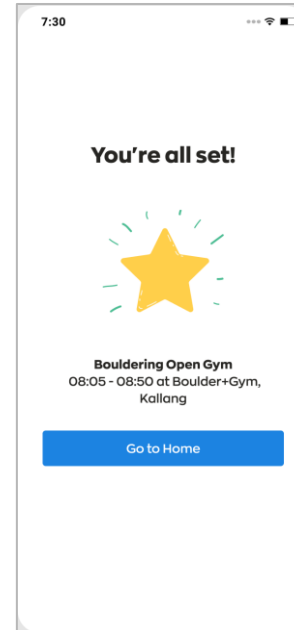 7:30
You're all set!
Bouldering Open Gym
08:05 - 08:50 at Boulder+Gym,
Kallang
Go to Home